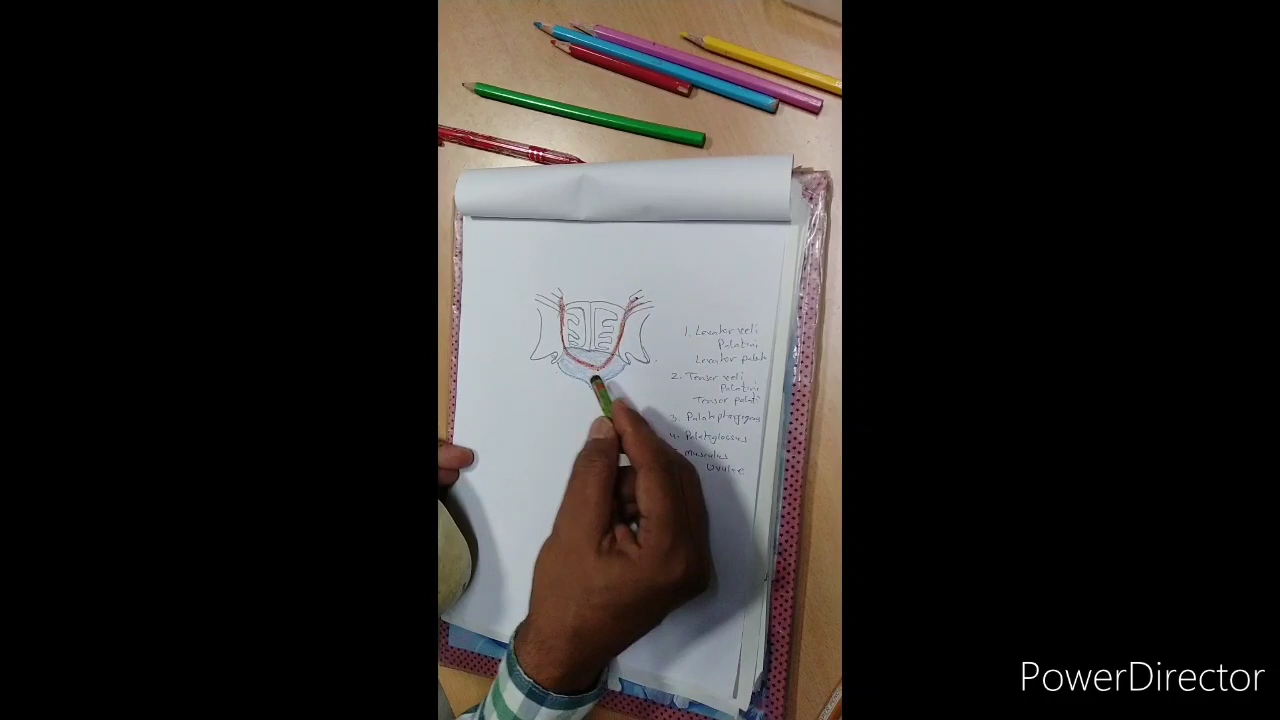 1. Levator veli
Palatini
Levator palati
2. Tensor veli
Palatini
Tensor palati
3. Palatopharyngeus
4. Palatoglossus
Musculus
Uvulae
PowerDirector